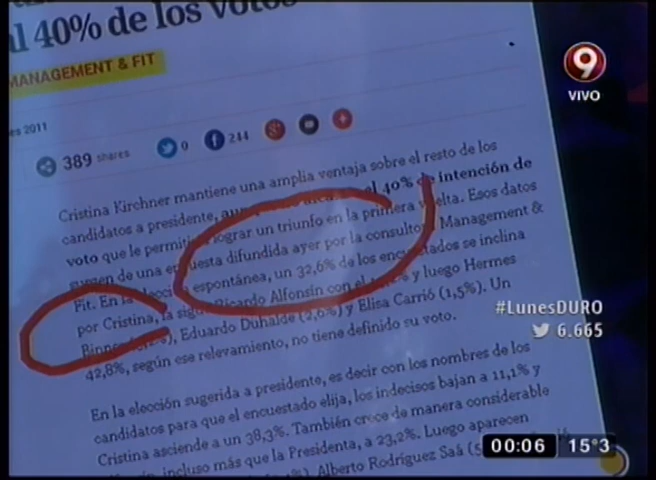 al 40% de los votos
MANAGEMENT & FIT
es 2011
389 shares
0
244
9
VIVO
Cristina Kirchner mantiene una amplia ventaja sobre el resto de los
candidatos a presidente, el 40% de intención de
voto que le lograr un triunfo en la primera vuelta. Esos datos
de una encuesta difundida ayer por la consultora Management &
Fit. En la espontánea, un 32,6% de los encuestados se inclina
por Cristina, la Ricardo Alfonsín con el y luego Hermes
Eduardo Duhalde (2,6%) y Elisa Carrió (1,5%). Un
42,8%, según ese relevamiento, no tiene definido su voto.
#LunesDURO
6.665
En la elección sugerida a presidente, es decir con los nombres de los
candidatos para que el encuestado elija, los indecisos bajan a 11,1% y
Cristina asciende a un 38,3%. También crece de manera considerable
incluso más que la Presidenta, a 23,2%. Luego aparecen
Alberto Rodríguez Saá
00:06 15°3